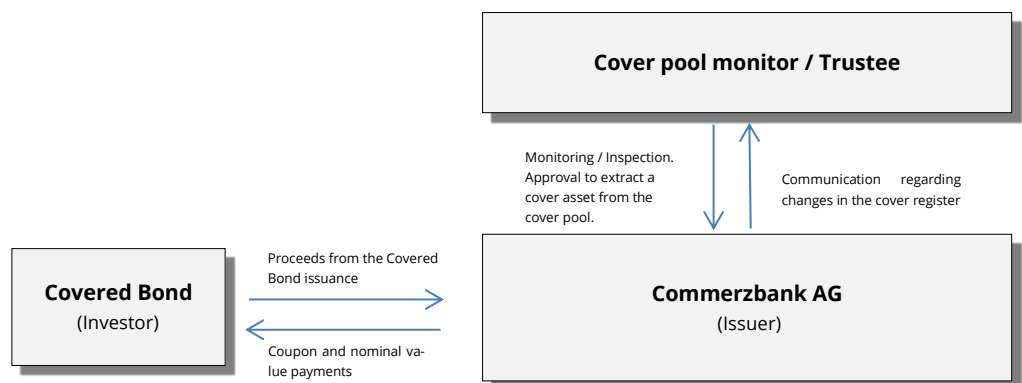 Cover pool monitor / Trustee
Monitoring / Inspection.
Approval to extract a
cover asset from the
cover pool.
Communication regarding
changes in the cover register
Proceeds from the Covered
Bond issuance
Covered Bond
(Investor)
Commerzbank AG
(Issuer)
Coupon and nominal va-
lue payments